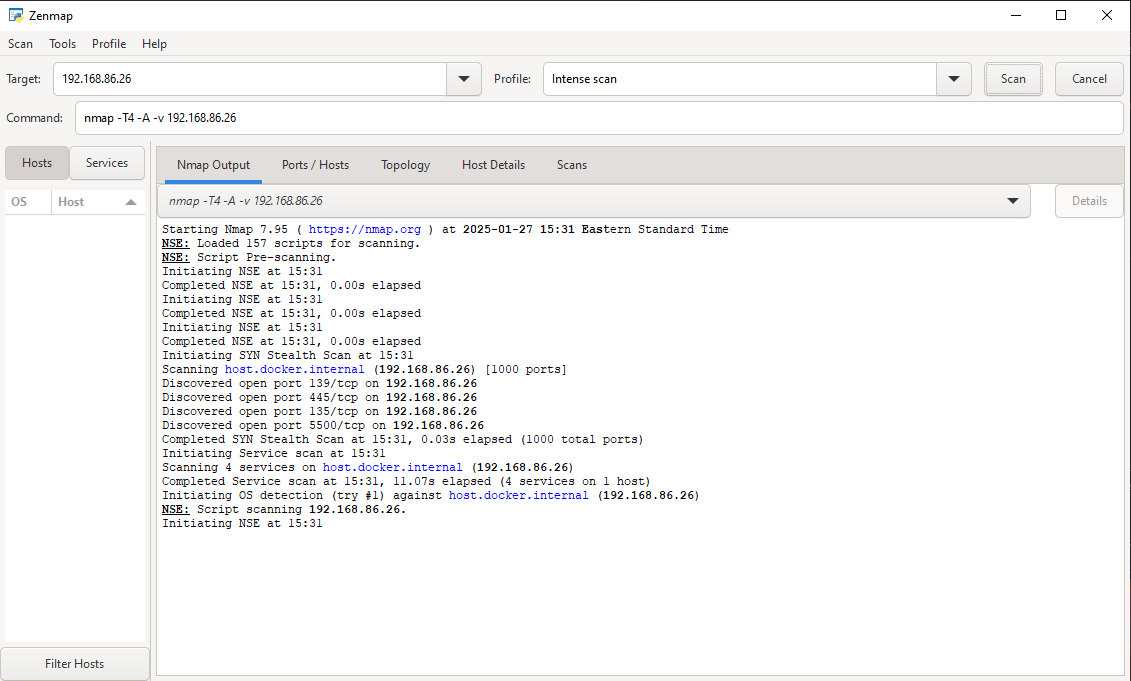 Zenmap
Scan Tools Profile Help
Target: 192.168.86.26 Profile: Intense scan Scan Cancel
Command: nmap -T4 -A -v 192.168.86.26
Hosts Services
OS Host
Filter Hosts
Nmap Output Ports / Hosts Topology Host Details Scans
nmap -T4 -A -v 192.168.86.26 Details
Starting Nmap 7.95 ( https://nmap.org ) at 2025-01-27 15:31 Eastern Standard Time
NSE: Loaded 157 scripts for scanning.
NSE: Script Pre-scanning.
Initiating NSE at 15:31
Completed NSE at 15:31, 0.00s elapsed
Initiating NSE at 15:31
Completed NSE at 15:31, 0.00s elapsed
Initiating NSE at 15:31
Completed NSE at 15:31, 0.00s elapsed
Initiating SYN Stealth Scan at 15:31
Scanning host.docker.internal (192.168.86.26) [1000 ports]
Discovered open port 139/tcp on 192.168.86.26
Discovered open port 445/tcp on 192.168.86.26
Discovered open port 135/tcp on 192.168.86.26
Discovered open port 5500/tcp on 192.168.86.26
Completed SYN Stealth Scan at 15:31, 0.03s elapsed (1000 total ports)
Initiating Service scan at 15:31
Scanning 4 services on host.docker.internal (192.168.86.26)
Completed Service scan at 15:31, 11.07s elapsed (4 services on 1 host)
Initiating OS detection (try #1) against host.docker.internal (192.168.86.26)
NSE: Script scanning 192.168.86.26.
Initiating NSE at 15:31